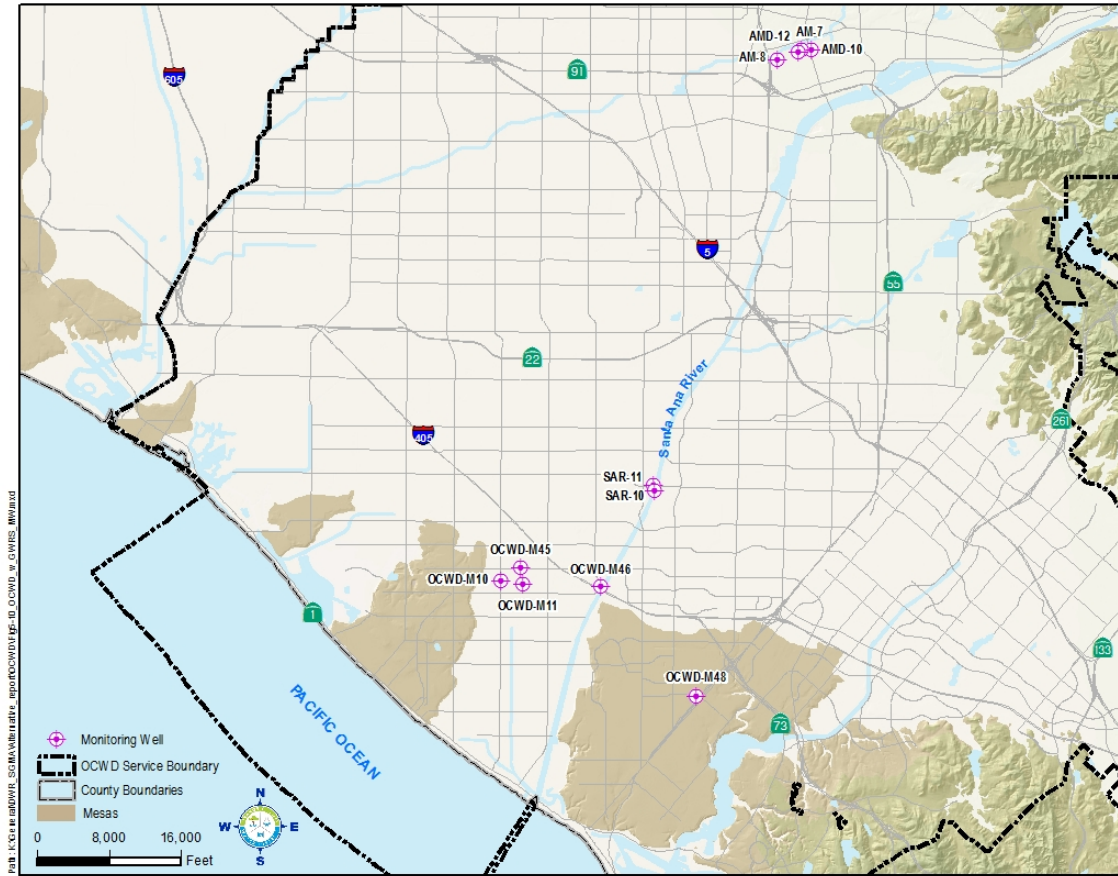 AMD-12
AM-7
AM-8
AMD-10
605
91
5
55
22
Santa Ana River
261
405
SAR-11
SAR-10
OCWD-M45
OCWD-M10
OCWD-M46
OCWD-M11
1
133
OCWD-M48
73
PACIFIC OCEAN
Monitoring Well
OCWD Service Boundary
County Boundaries
Mesas
N
W
E
S
0 8,000 16,000
Feet